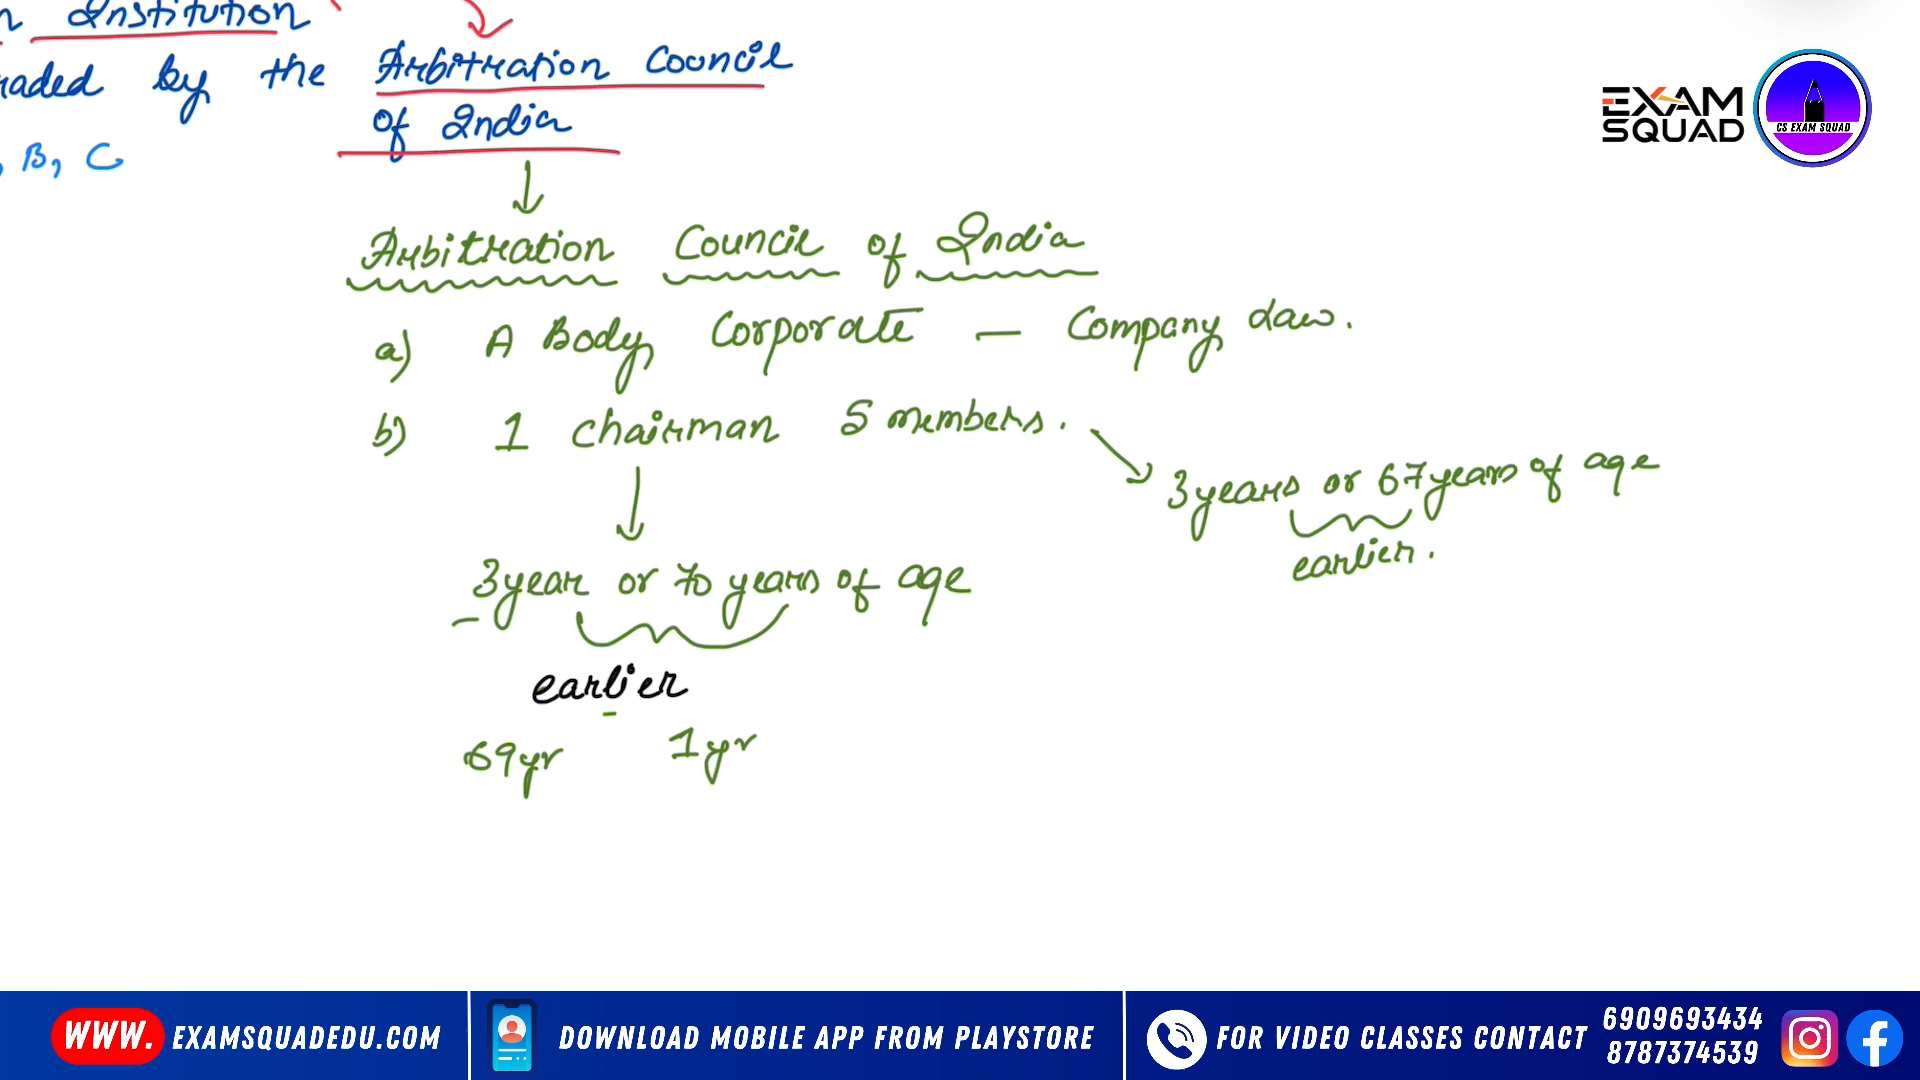 n Institution
raded by the Arbitration Council
of India
, B, C
Arbitration Council of India
a) A Body Corporate — Company Law.
b) 1 Chairman 5 members.
3years or 67years of age
earlier.
3year or 70 years of age
earlier
69yr 1yr
EXAM
SQUAD
CS EXAM SQUAD
WWW. EXAMSQUADEDU.COM
DOWNLOAD MOBILE APP FROM PLAYSTORE
FOR VIDEO CLASSES CONTACT
6909693434
8787374539